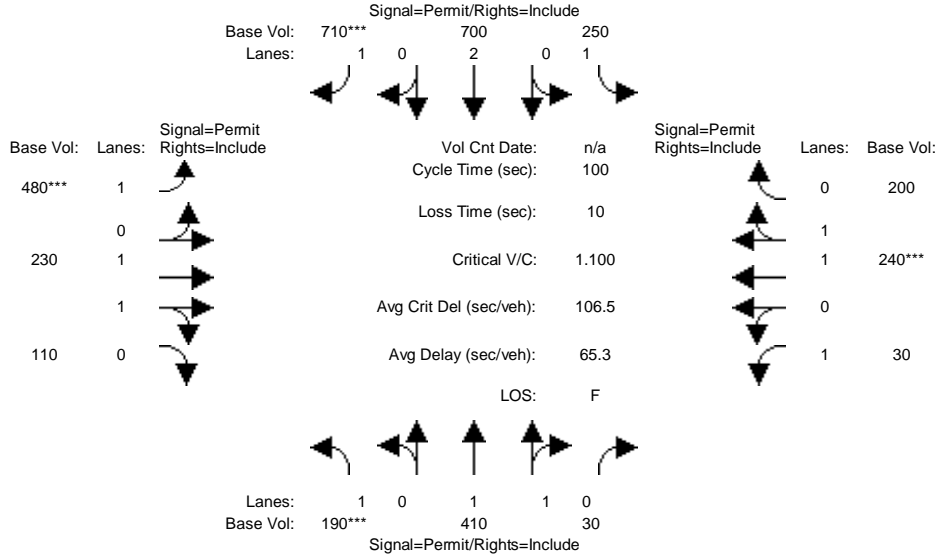 Signal=Permit/Rights=Include
Base Vol: 710*** 700 250
Lanes: 1 0 2 0 1
Signal=Permit
Rights=Include
Base Vol: Lanes:
Vol Cnt Date: n/a
Signal=Permit
Rights=Include
Lanes: Base Vol:
Cycle Time (sec): 100
480*** 1
0 200
Loss Time (sec): 10
0
1
230 1
Critical V/C: 1.100
1 240***
1
Avg Crit Del (sec/veh): 106.5
0
110 0
Avg Delay (sec/veh): 65.3
1 30
LOS: F
Lanes: 1 0 1 1 0
Base Vol: 190*** 410 30
Signal=Permit/Rights=Include